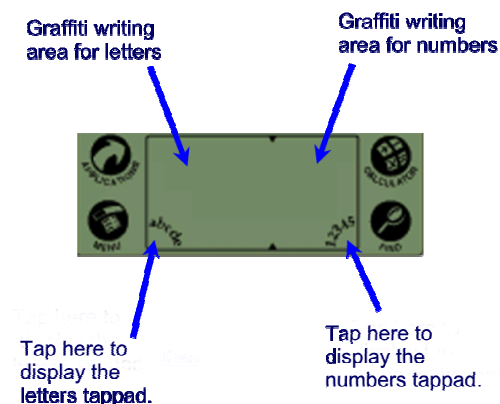 Graffiti writing
area for letters
Graffiti writing
area for numbers
APPLICATIONS
CALCULATOR
MENU
abcde
12345
FIND
Tap here to
display the
letters tappad.
Tap here to
display the
numbers tappad.